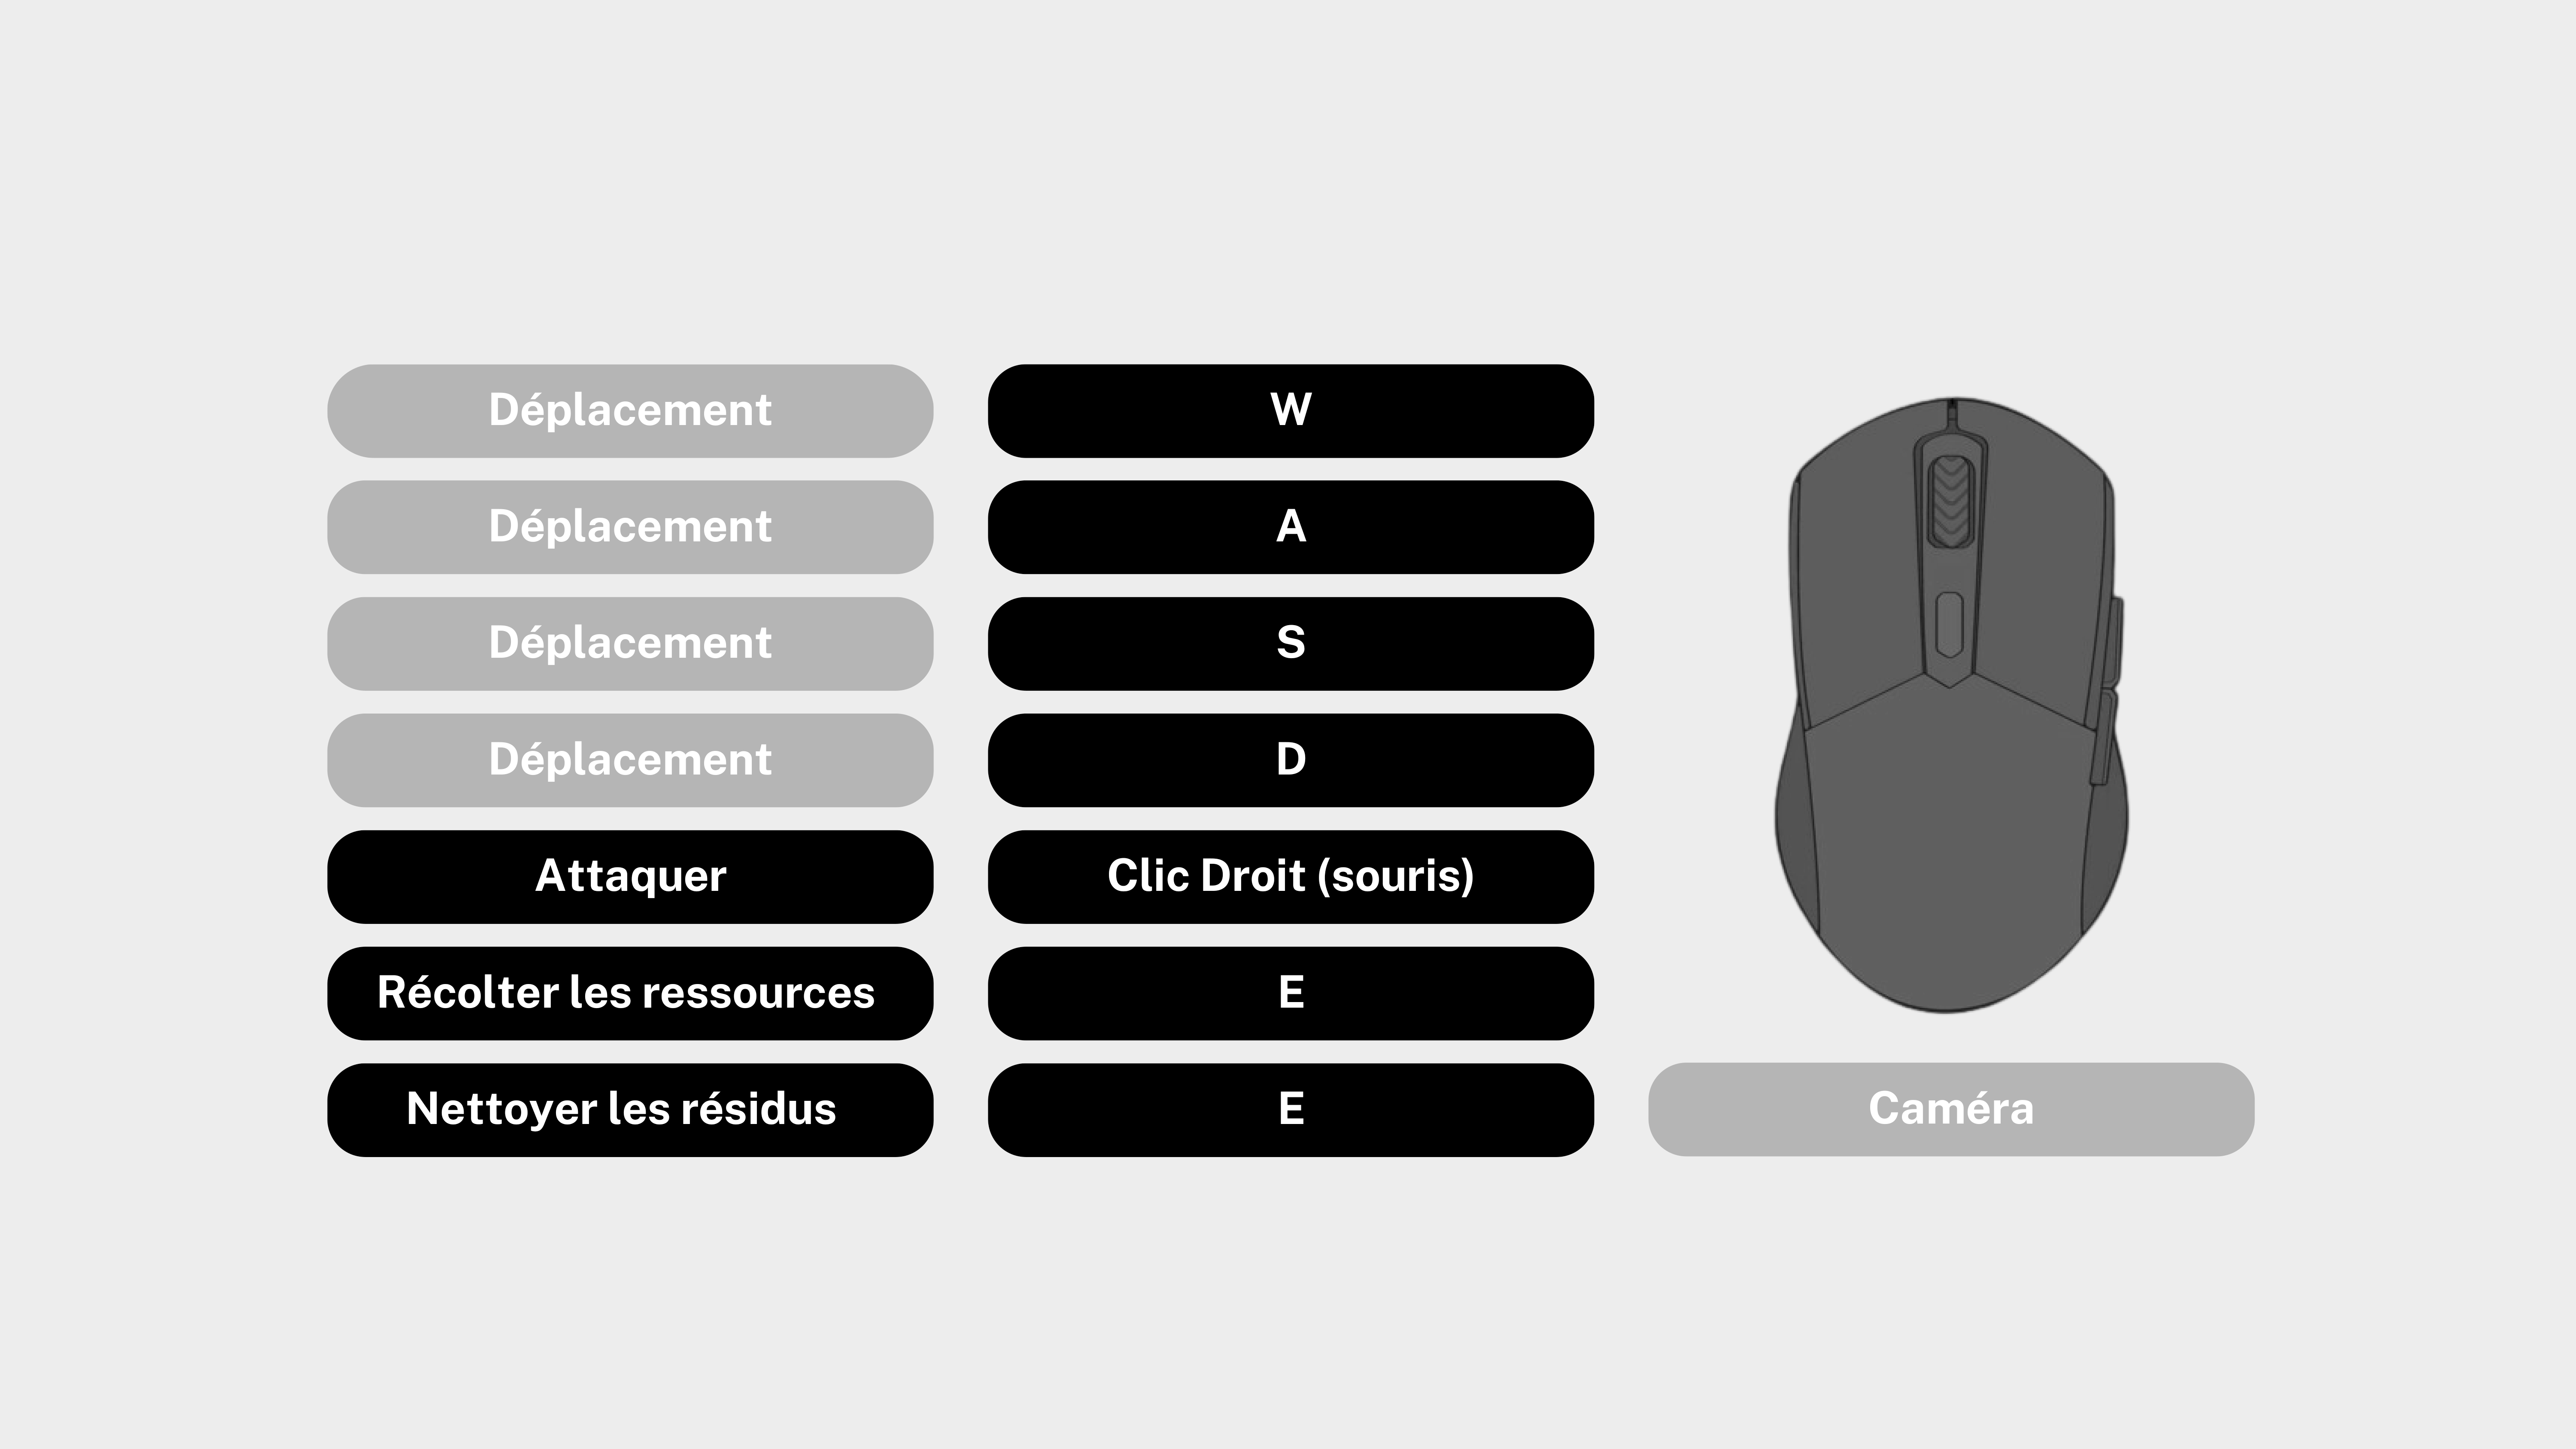 Déplacement
W
Déplacement
A
Déplacement
S
Déplacement
D
Attaquer
Clic Droit (souris)
Récolter les ressources
E
Nettoyer les résidus
E
Caméra